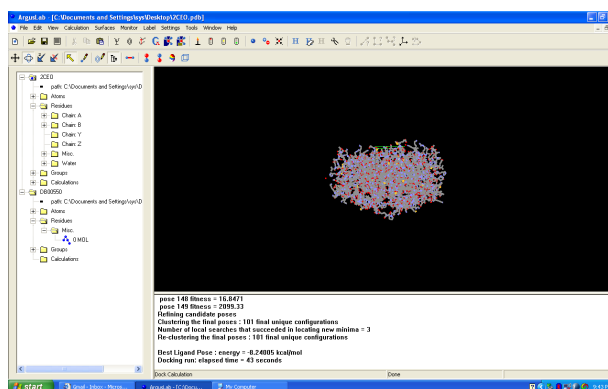 ArgusLab - [C:\Documents and Settings\sys\Desktop\2CEO.pdb]
File Edit View Calculation Surfaces Monitor Label Settings Tools Window Help
2CEO
path: C:\Documents and Settings\sys\D
Atoms
Residues
Chain: A
Chain: B
Chain: Y
Chain: Z
Misc.
Water
Groups
Calculations
DB00550
path: C:\Documents and Settings\sys\D
Atoms
Residues
Misc.
0 MOL
Groups
Calculations
pose 148 fitness = 16.8471
pose 149 fitness = 2099.33
Refining candidate poses
Clustering the final poses : 101 final unique configurations
Number of local searches that succeeded in locating new minima = 3
Re-clustering the final poses : 101 final unique configurations
Best Ligand Pose : energy = -8.24005 kcal/mol
Docking run: elapsed time = 43 seconds
Dock Calculation Done
start Gmail - Inbox - Micros... ArgusLab - [C:\Docu... My Computer